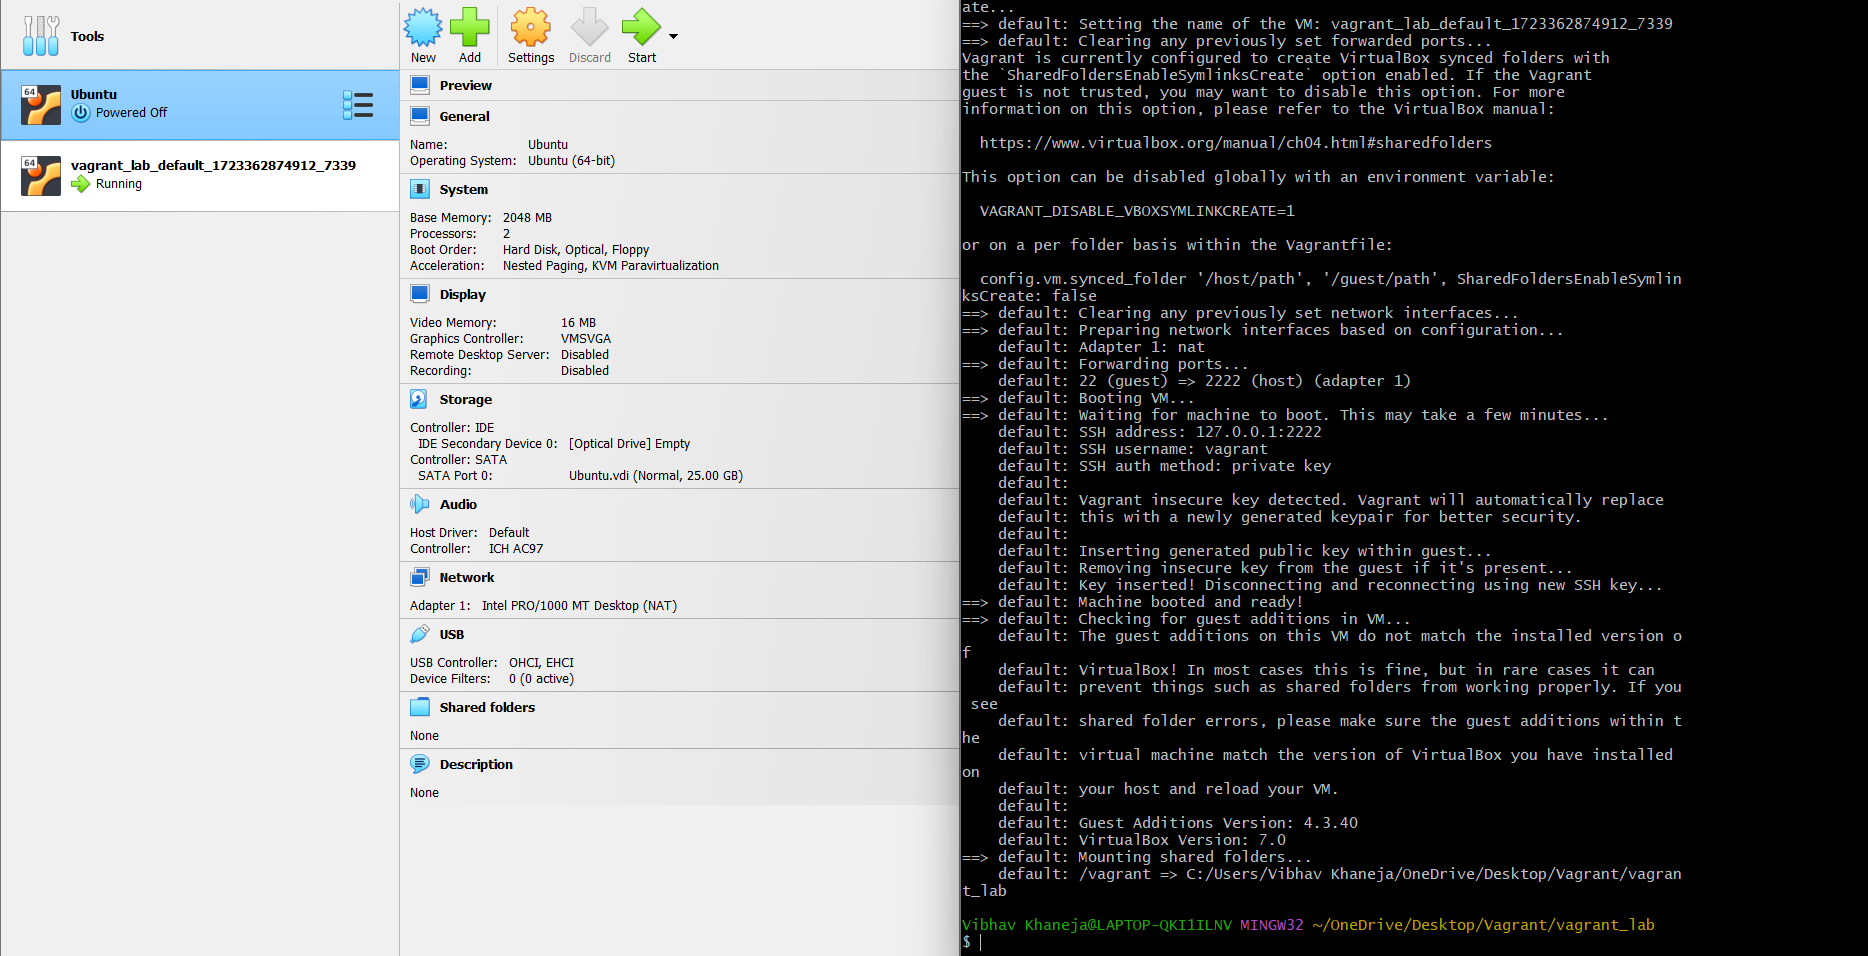 Tools
64
Ubuntu
Powered Off
64
vagrant_lab_default_1723362874912_7339
Running
New Add Settings Discard Start
Preview
General
Name: Ubuntu
Operating System: Ubuntu (64-bit)
System
Base Memory: 2048 MB
Processors: 2
Boot Order: Hard Disk, Optical, Floppy
Acceleration: Nested Paging, KVM Paravirtualization
Display
Video Memory: 16 MB
Graphics Controller: VMSVGA
Remote Desktop Server: Disabled
Recording: Disabled
Storage
Controller: IDE
IDE Secondary Device 0: [Optical Drive] Empty
Controller: SATA
SATA Port 0: Ubuntu.vdi (Normal, 25.00 GB)
Audio
Host Driver: Default
Controller: ICH AC97
Network
Adapter 1: Intel PRO/1000 MT Desktop (NAT)
USB
USB Controller: OHCI, EHCI
Device Filters: 0 (0 active)
Shared folders
None
Description
None
ate...
==> default: Setting the name of the VM: vagrant_lab_default_1723362874912_7339
==> default: Clearing any previously set forwarded ports...
Vagrant is currently configured to create VirtualBox synced folders with
the `SharedFoldersEnableSymlinksCreate` option enabled. If the Vagrant
guest is not trusted, you may want to disable this option. For more
information on this option, please refer to the VirtualBox manual:
https://www.virtualbox.org/manual/ch04.html#sharedfolders
This option can be disabled globally with an environment variable:
VAGRANT_DISABLE_VBOXSYMLINKCREATE=1
or on a per folder basis within the Vagrantfile:
config.vm.synced_folder '/host/path', '/guest/path', SharedFoldersEnableSymlin
ksCreate: false
==> default: Clearing any previously set network interfaces...
==> default: Preparing network interfaces based on configuration...
default: Adapter 1: nat
==> default: Forwarding ports...
default: 22 (guest) => 2222 (host) (adapter 1)
==> default: Booting VM...
==> default: Waiting for machine to boot. This may take a few minutes...
default: SSH address: 127.0.0.1:2222
default: SSH username: vagrant
default: SSH auth method: private key
default:
default: Vagrant insecure key detected. Vagrant will automatically replace
default: this with a newly generated keypair for better security.
default:
default: Inserting generated public key within guest...
default: Removing insecure key from the guest if it's present...
default: Key inserted! Disconnecting and reconnecting using new SSH key...
==> default: Machine booted and ready!
==> default: Checking for guest additions in VM...
default: The guest additions on this VM do not match the installed version o
f
default: VirtualBox! In most cases this is fine, but in rare cases it can
default: prevent things such as shared folders from working properly. If you
see
default: shared folder errors, please make sure the guest additions within t
he
default: virtual machine match the version of VirtualBox you have installed
on
default: your host and reload your VM.
default:
default: Guest Additions Version: 4.3.40
default: VirtualBox Version: 7.0
==> default: Mounting shared folders...
default: /vagrant => C:/Users/Vibhav Khaneja/OneDrive/Desktop/Vagrant/vagran
t_lab
Vibhav Khaneja@LAPTOP-QKI1ILNV MINGW32 ~/OneDrive/Desktop/Vagrant/vagrant_lab
$